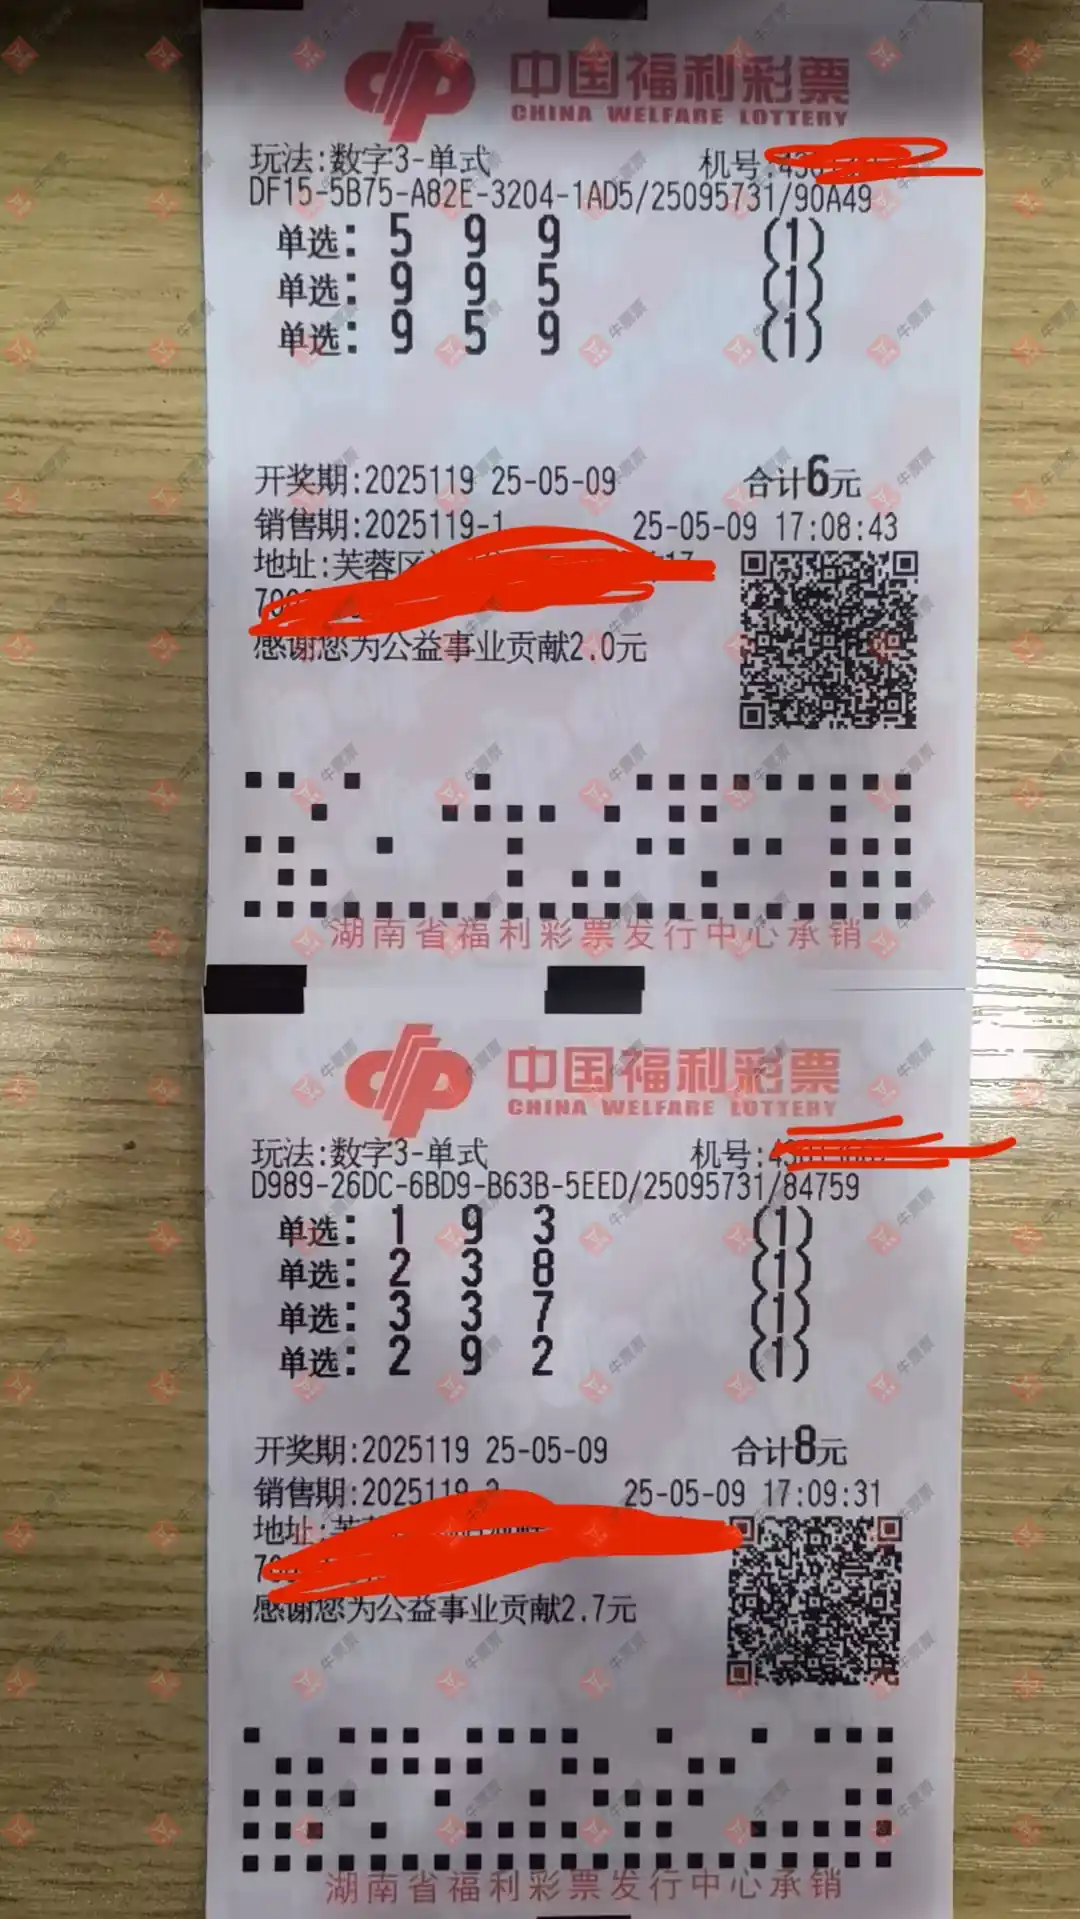 中国福利彩票
CHINA WELFARE LOTTERY
玩法:数字3-单式 机号:
DF15-5B75-A82E-3204-1AD5/25095731/90A49
单选: 5 9 9 (1)
单选: 9 9 5 (1)
单选: 9 5 9 (1)
开奖期:2025119 25-05-09 合计6元
销售期:2025119-1 25-05-09 17:08:43
地址:芙蓉区
感谢您为公益事业贡献2.0元
湖南省福利彩票发行中心承销
中国福利彩票
CHINA WELFARE LOTTERY
玩法:数字3-单式 机号:
D989-26DC-6BD9-B63B-5EED/25095731/84759
单选: 1 9 3 (1)
单选: 2 3 8 (1)
单选: 3 3 7 (1)
单选: 2 9 2 (1)
开奖期:2025119 25-05-09 合计8元
销售期:2025119 25-05-09 17:09:31
地址:
感谢您为公益事业贡献2.7元
湖南省福利彩票发行中心承销
牛票票